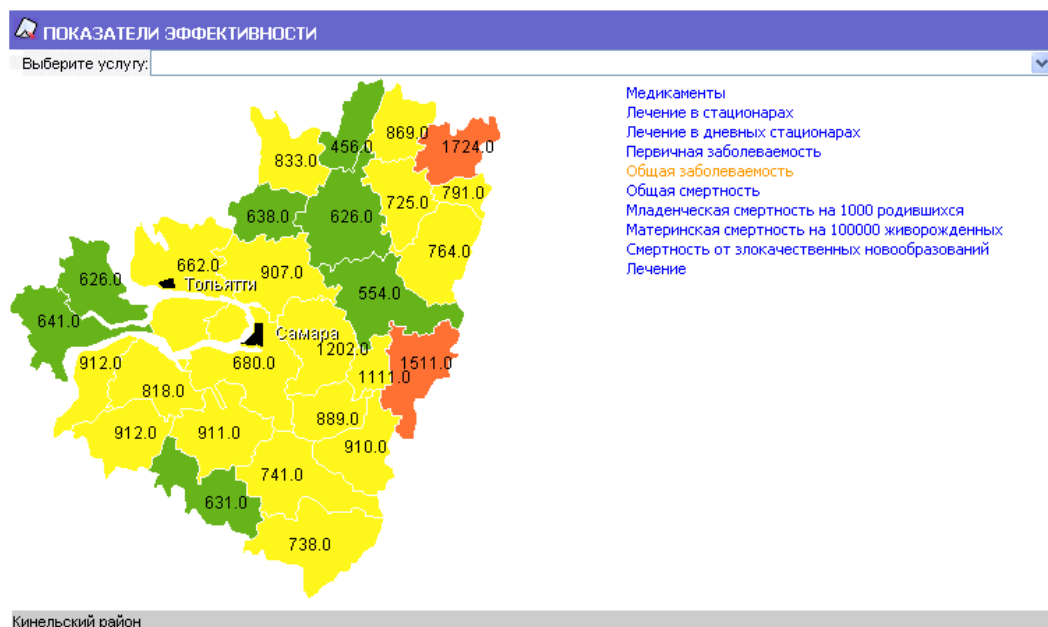 ПОКАЗАТЕЛИ ЭФФЕКТИВНОСТИ
Выберите услугу:
Медикаменты
Лечение в стационарах
Лечение в дневных стационарах
Первичная заболеваемость
Общая заболеваемость
Общая смертность
Младенческая смертность на 1000 родившихся
Материнская смертность на 100000 живорожденных
Смертность от злокачественных новообразований
Лечение
869.0
456.0
1724.0
833.0
791.0
725.0
638.0
626.0
764.0
662.0
907.0
626.0
Тольятти
554.0
641.0
Самара
1202.0
912.0
680.0
1511.0
1111.0
818.0
889.0
912.0
911.0
910.0
741.0
631.0
738.0
Кинельский район